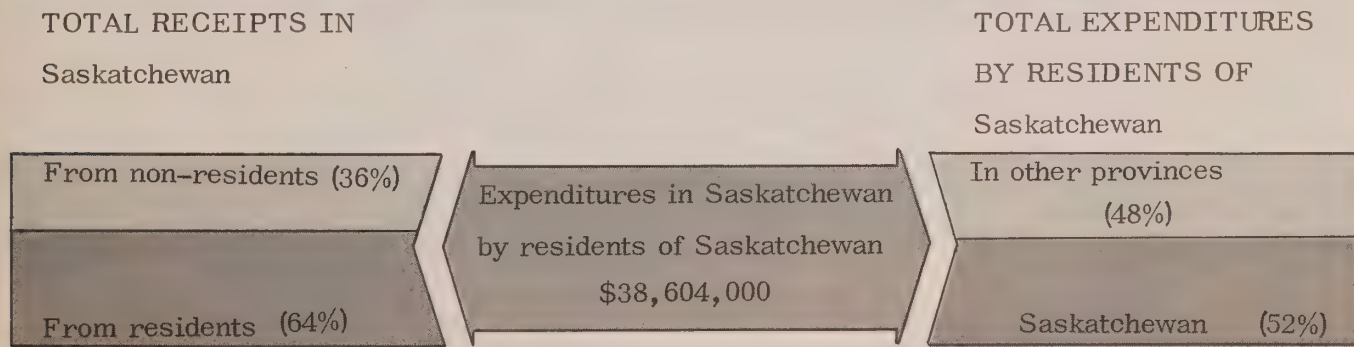 TOTAL RECEIPTS IN
Saskatchewan
From non-residents (36%)
From residents (64%)
Expenditures in Saskatchewan
by residents of Saskatchewan
$38,604,000
TOTAL EXPENDITURES
BY RESIDENTS OF
Saskatchewan
In other provinces
(48%)
Saskatchewan (52%)